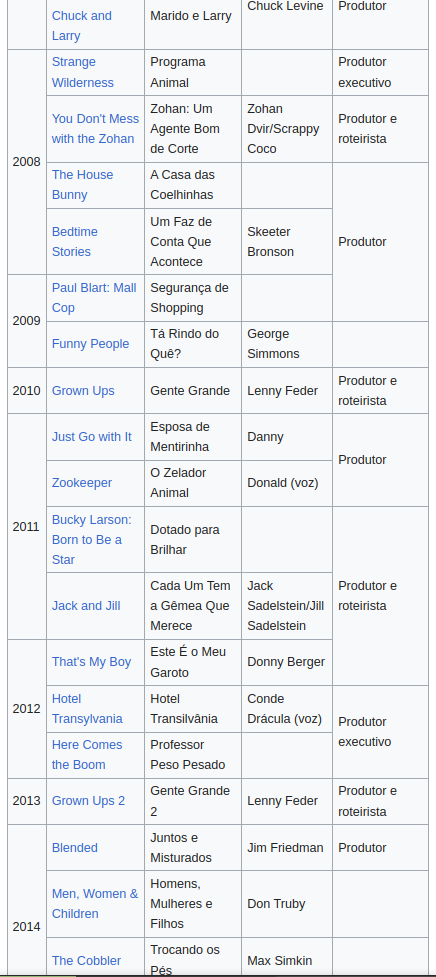 Chuck and
Larry
Marido e Larry
Chuck Levine
Produtor
2008
Strange
Wilderness
Programa
Animal
Produtor
executivo
You Don't Mess
with the Zohan
Zohan: Um
Agente Bom
de Corte
Zohan
Dvir/Scrappy
Coco
Produtor e
roteirista
The House
Bunny
A Casa das
Coelhinhas
Produtor
Bedtime
Stories
Um Faz de
Conta Que
Acontece
Skeeter
Bronson
2009
Paul Blart: Mall
Cop
Segurança de
Shopping
Funny People
Tá Rindo do
Quê?
George
Simmons
2010
Grown Ups
Gente Grande
Lenny Feder
Produtor e
roteirista
2011
Just Go with It
Esposa de
Mentirinha
Danny
Produtor
Zookeeper
O Zelador
Animal
Donald (voz)
Bucky Larson:
Born to Be a
Star
Dotado para
Brilhar
Produtor e
roteirista
Jack and Jill
Cada Um Tem
a Gêmea Que
Merece
Jack
Sadelstein/Jill
Sadelstein
2012
That's My Boy
Este É o Meu
Garoto
Donny Berger
Hotel
Transylvania
Hotel
Transilvânia
Conde
Drácula (voz)
Produtor
executivo
Here Comes
the Boom
Professor
Peso Pesado
2013
Grown Ups 2
Gente Grande
2
Lenny Feder
Produtor e
roteirista
2014
Blended
Juntos e
Misturados
Jim Friedman
Produtor
Men, Women &
Children
Homens,
Mulheres e
Filhos
Don Truby
The Cobbler
Trocando os
Pés
Max Simkin